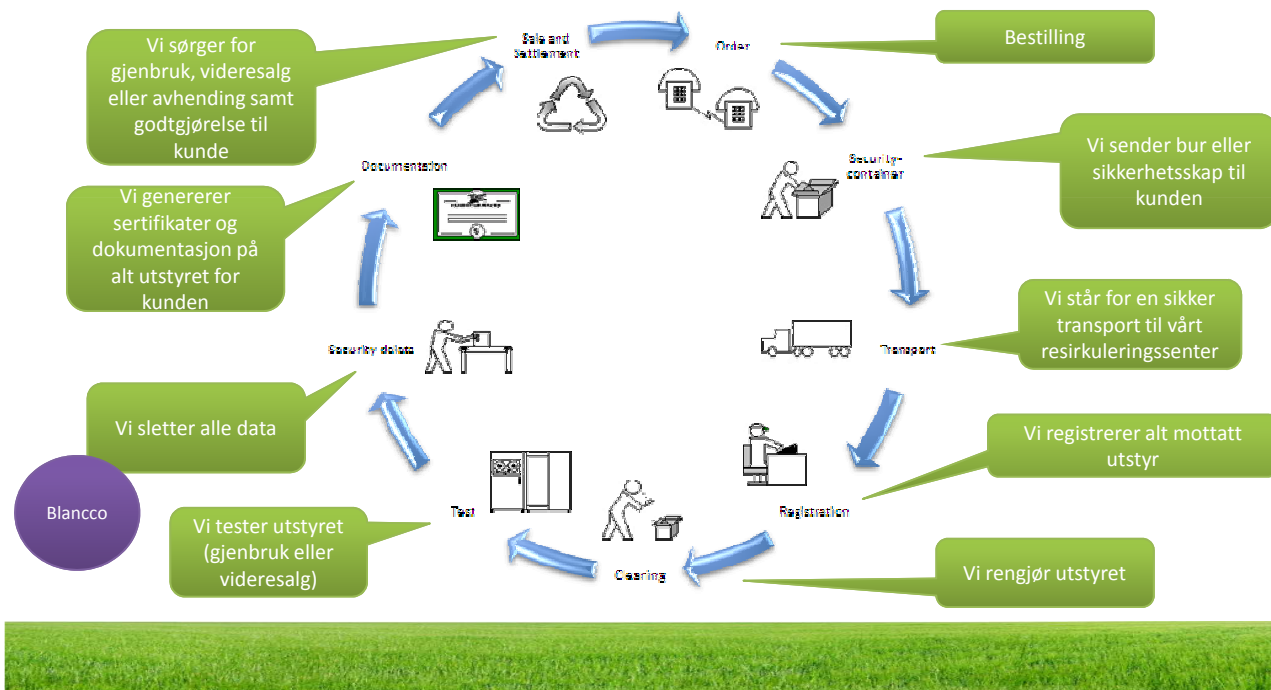 Vi sørger for
gjenbruk, videresalg
eller avhending samt
godtgjørelse til
kunde
Sale and
Settlement
Order
Bestilling
Security-
container
Vi sender bur eller
sikkerhetsskap til
kunden
Documentation
Vi genererer
sertifikater og
dokumentasjon på
alt utstyret for
kunden
Transport
Vi står for en sikker
transport til vårt
resirkuleringssenter
Security delete
Vi sletter alle data
Blancco
Registration
Vi registrerer alt mottatt
utstyr
Test
Vi tester utstyret
(gjenbruk eller
videresalg)
Clearing
Vi rengjør utstyret